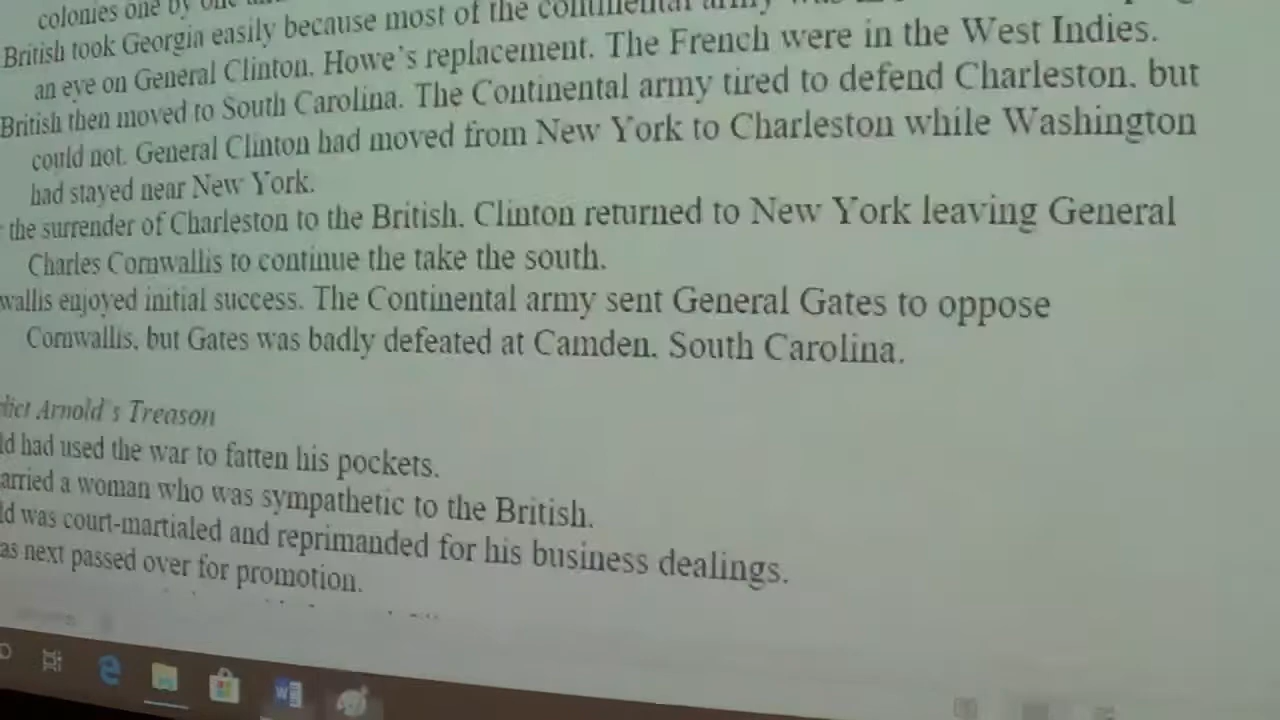 colonies one by
British took Georgia easily because most of the continental army was
an eye on General Clinton. Howe's replacement. The French were in the West Indies.
British then moved to South Carolina. The Continental army tired to defend Charleston. but
could not. General Clinton had moved from New York to Charleston while Washington
had stayed near New York.
the surrender of Charleston to the British. Clinton returned to New York leaving General
Charles Cornwallis to continue the take the south.
wallis enjoyed initial success. The Continental army sent General Gates to oppose
Cornwallis, but Gates was badly defeated at Camden. South Carolina.
dict Arnold's Treason
ld had used the war to fatten his pockets.
arried a woman who was sympathetic to the British.
ld was court-martialed and reprimanded for his business dealings.
as next passed over for promotion.